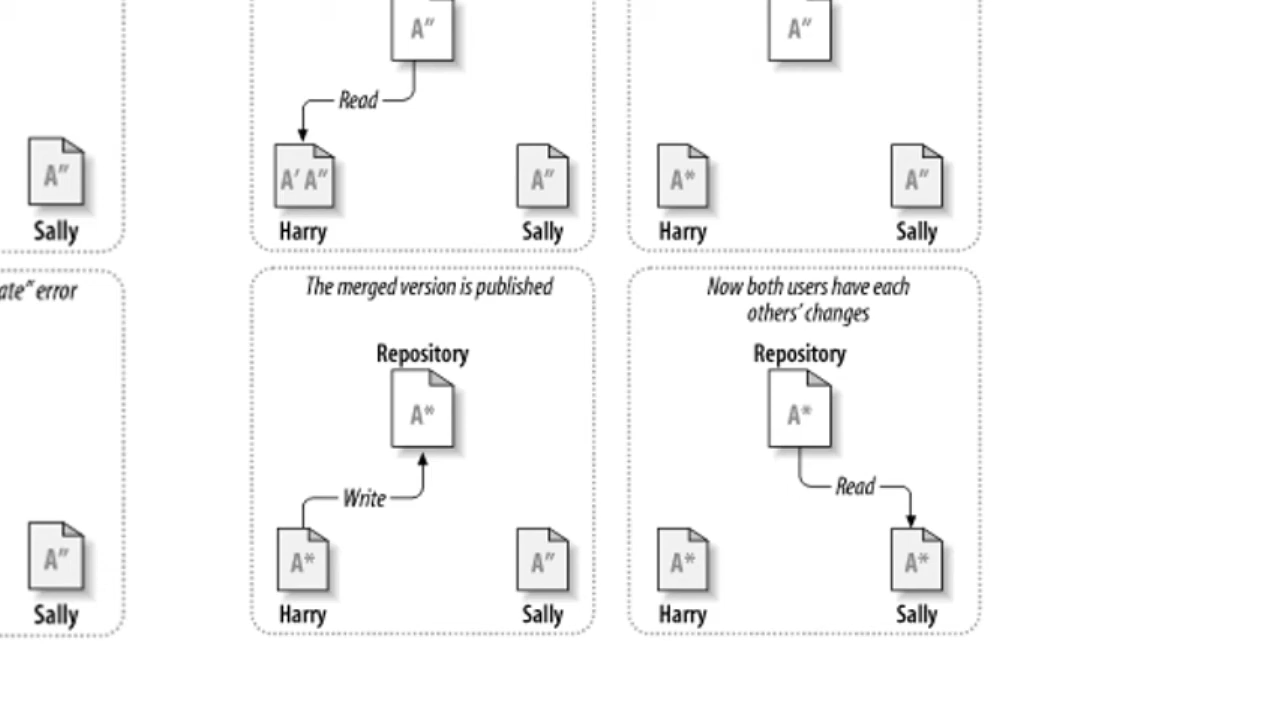 A"
Sally
A"
Read
A' A"
Harry
A"
Sally
A"
A*
Harry
A"
Sally
ate" error
A"
Sally
The merged version is published
Repository
A*
Write
A*
Harry
A"
Sally
Now both users have each
others' changes
Repository
A*
Read
A*
Harry
A*
Sally